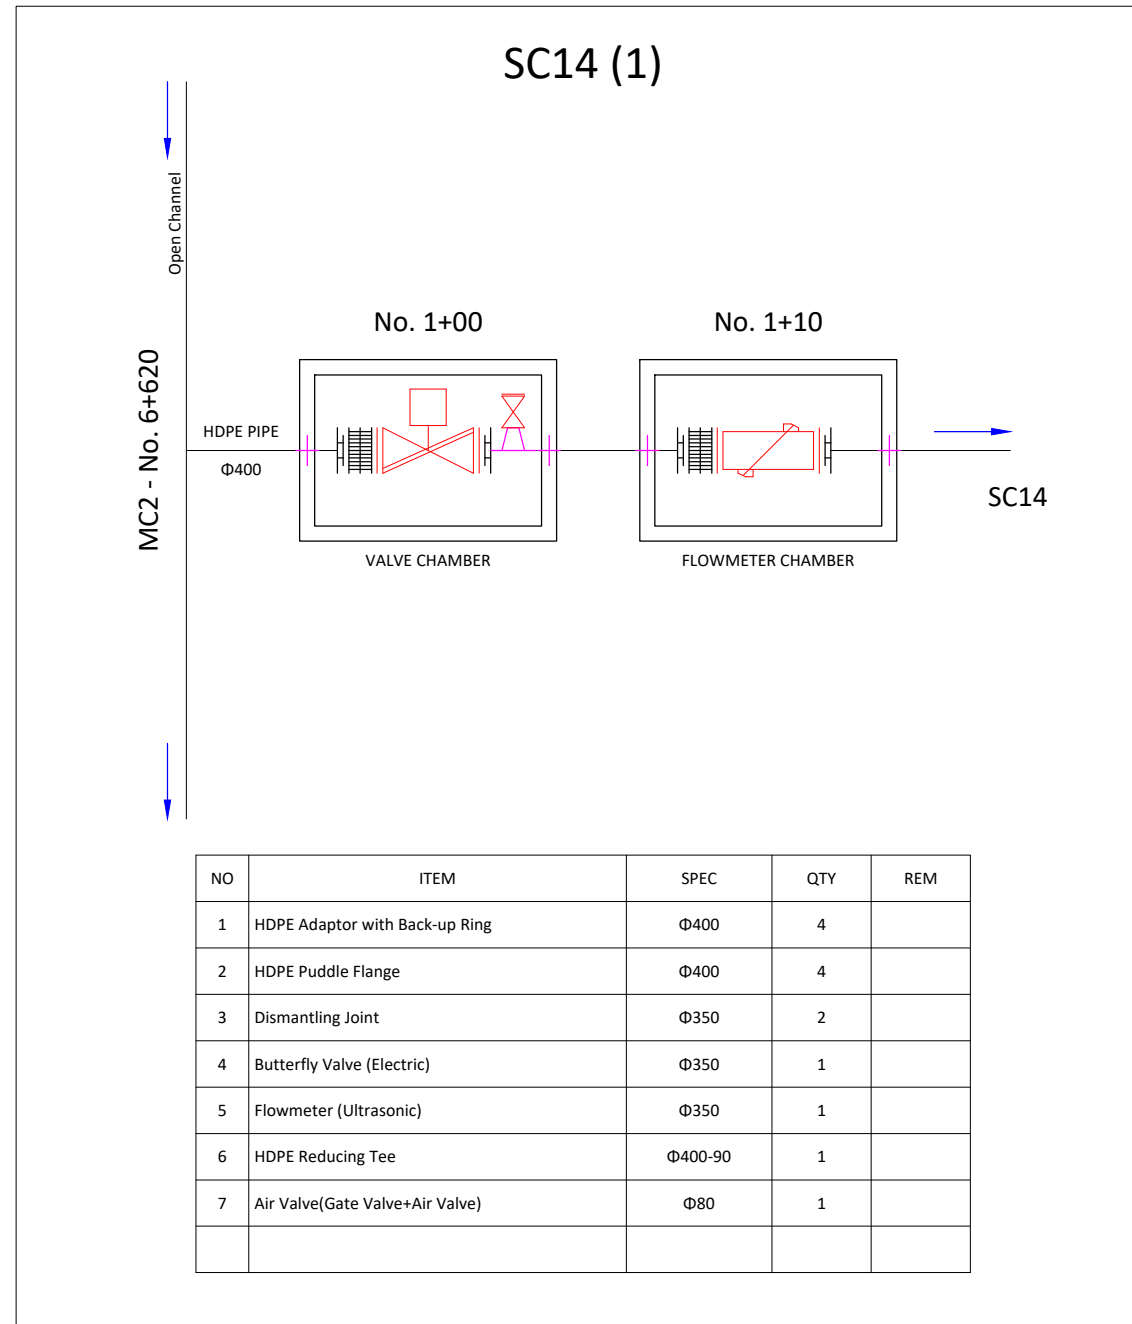 SC14 (1)
Open Channel
MC2 - No. 6+620
No. 1+00
No. 1+10
HDPE PIPE
Φ400
SC14
VALVE CHAMBER
FLOWMETER CHAMBER
NO ITEM SPEC QTY REM
1 HDPE Adaptor with Back-up Ring Φ400 4
2 HDPE Puddle Flange Φ400 4
3 Dismantling Joint Φ350 2
4 Butterfly Valve (Electric) Φ350 1
5 Flowmeter (Ultrasonic) Φ350 1
6 HDPE Reducing Tee Φ400-90 1
7 Air Valve(Gate Valve+Air Valve) Φ80 1